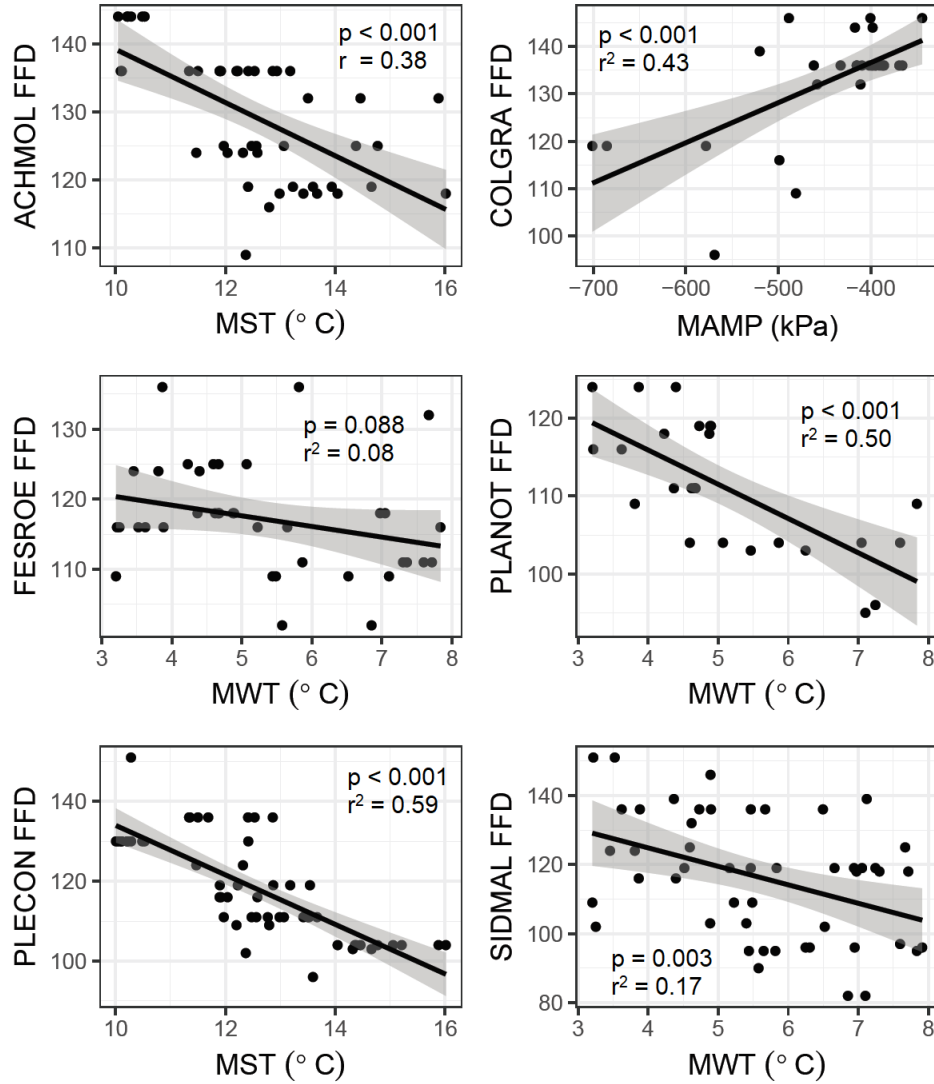 ACHMOL FFD
140
130
120
110
p < 0.001
r = 0.38
10 12 14 16
MST (° C)
COLGRA FFD
140
130
120
110
100
p < 0.001
r² = 0.43
−700 −600 −500 −400
MAMP (kPa)
FESROE FFD
130
120
110
p = 0.088
r² = 0.08
3 4 5 6 7 8
MWT (° C)
PLANOT FFD
120
110
100
p < 0.001
r² = 0.50
3 4 5 6 7 8
MWT (° C)
PLECON FFD
140
120
100
p < 0.001
r² = 0.59
10 12 14 16
MST (° C)
SIDMAL FFD
140
120
100
80
p = 0.003
r² = 0.17
3 4 5 6 7 8
MWT (° C)